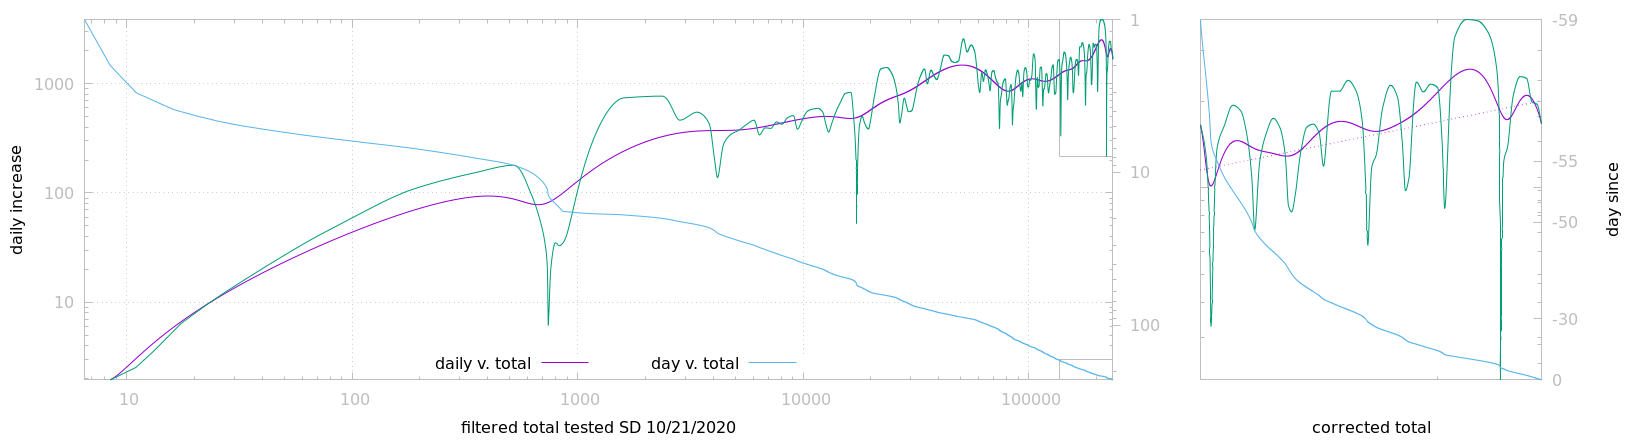 daily increase
1000
100
10
10
100
1000
10000
100000
1
10
100
daily v. total
day v. total
filtered total tested SD 10/21/2020
-59
-55
-50
-30
0
day since
corrected total